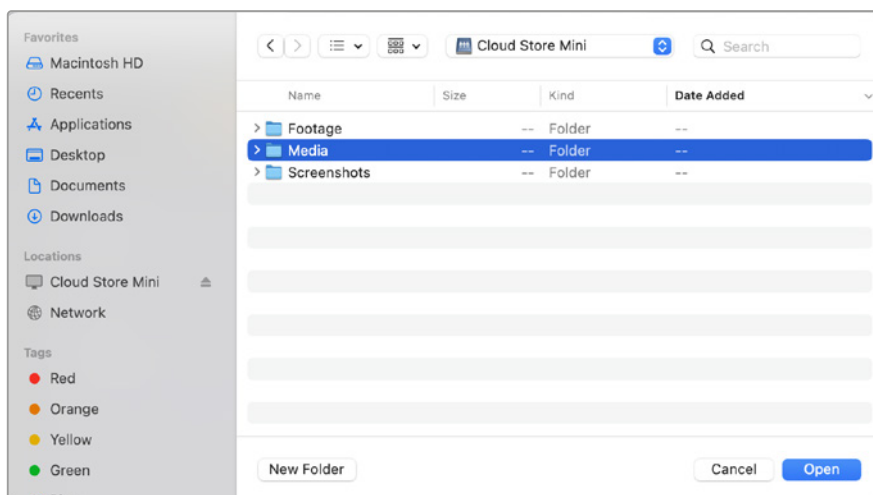 Favorites
Macintosh HD
Recents
Applications
Desktop
Documents
Downloads
Locations
Cloud Store Mini
Network
Tags
Red
Orange
Yellow
Green
Cloud Store Mini
Search
Name Size Kind Date Added
Footage -- Folder --
Media -- Folder --
Screenshots -- Folder --
New Folder Cancel Open